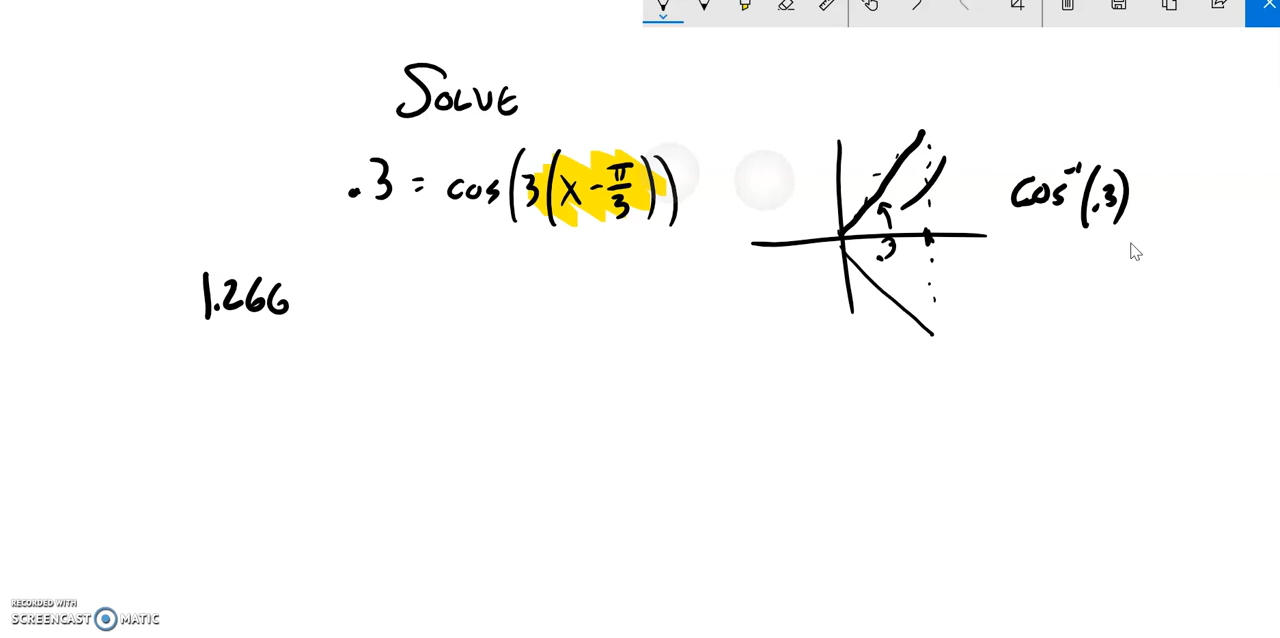 SOLVE
.3 = cos(3(x - π/3))
cos⁻¹(.3)
.3
1.266
RECORDED WITH
SCREENCAST MATIC